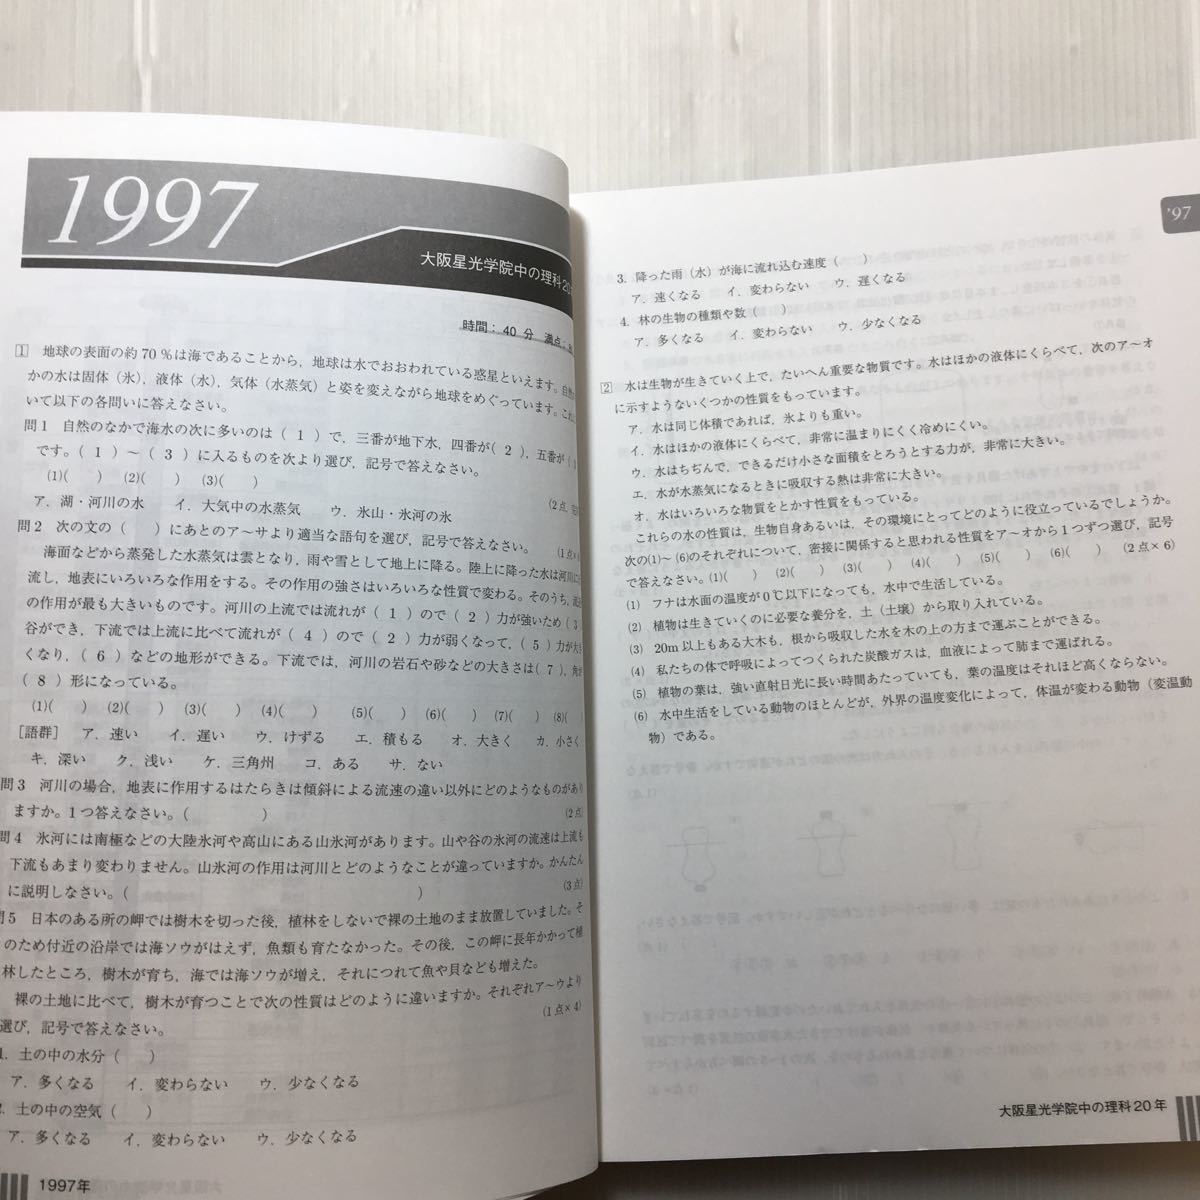 1997
大阪星光学院中の理科20年
時間：40分 満点：
1 地球の表面の約70％は海であることから，地球は水でおおわれている惑星といえます。自然
かの水は固体（氷），液体（水），気体（水蒸気）と姿を変えながら地球をめぐっています。これに
いて以下の各問いに答えなさい。
問1 自然のなかで海水の次に多いのは（ 1 ）で，三番が地下水，四番が（ 2 ），五番が（
です。（ 1 ）～（ 3 ）に入るものを次より選び，記号で答えなさい。
(1)( ) (2)( ) (3)( )
ア．湖・河川の水 イ．大気中の水蒸気 ウ．氷山・氷河の氷 (2点
問2 次の文の（ ）にあとのア～サより適当な語句を選び，記号で答えなさい。 (1点×
海面などから蒸発した水蒸気は雲となり，雨や雪として地上に降る。陸上に降った水は河川に
流し，地表にいろいろな作用をする。その作用の強さはいろいろな性質で変わる。そのうち，流
の作用が最も大きいものです。河川の上流では流れが（ 1 ）ので（ 2 ）力が強いため（ 3
谷ができ，下流では上流に比べて流れが（ 4 ）ので（ 2 ）力が弱くなって，（ 5 ）力が大き
くなり，（ 6 ）などの地形ができる。下流では，河川の岩石や砂などの大きさは（ 7 ），角が
（ 8 ）形になっている。
(1)( ) (2)( ) (3)( ) (4)( ) (5)( ) (6)( ) (7)( ) (8)(
［語群］ ア．速い イ．遅い ウ．けずる エ．積もる オ．大きく カ．小さく
キ．深い ク．浅い ケ．三角州 コ．ある サ．ない
問3 河川の場合，地表に作用するはたらきは傾斜による流速の違い以外にどのようなものがあり
ますか。1つ答えなさい。（ ） (2点)
問4 氷河には南極などの大陸氷河や高山にある山氷河があります。山や谷の氷河の流速は上流も
下流もあまり変わりません。山氷河の作用は河川とどのようなことが違っていますか。かんたん
に説明しなさい。（ ） (3点)
問5 日本のある所の岬では樹木を切った後，植林をしないで裸の土地のまま放置していました。そ
のため付近の沿岸では海ソウがはえず，魚類も育たなかった。その後，この岬に長年かかって植
林したところ，樹木が育ち，海では海ソウが増え，それにつれて魚や貝なども増えた。
裸の土地に比べて，樹木が育つことで次の性質はどのように違いますか。それぞれア～ウより
選び，記号で答えなさい。 (1点×4)
1．土の中の水分（ ）
ア．多くなる イ．変わらない ウ．少なくなる
2．土の中の空気（ ）
ア．多くなる イ．変わらない ウ．少なくなる
1997年
'97
3．降った雨（水）が海に流れ込む速度（ ）
ア．速くなる イ．変わらない ウ．遅くなる
4．林の生物の種類や数（ ）
ア．多くなる イ．変わらない ウ．少なくなる
2 水は生物が生きていく上で，たいへん重要な物質です。水はほかの液体にくらべて，次のア～オ
に示すようないくつかの性質をもっています。
ア．水は同じ体積であれば，氷よりも重い。
イ．水はほかの液体にくらべて，非常に温まりにくく冷めにくい。
ウ．水はちぢんで，できるだけ小さな面積をとろうとする力が，非常に大きい。
エ．水が水蒸気になるときに吸収する熱は非常に大きい。
オ．水はいろいろな物質をとかす性質をもっている。
これらの水の性質は，生物自身あるいは，その環境にとってどのように役立っているでしょうか。
次の(1)～(6)のそれぞれについて，密接に関係すると思われる性質をア～オから1つずつ選び，記号
で答えなさい。(1)( ) (2)( ) (3)( ) (4)( ) (5)( ) (6)( ) (2点×6)
(1) フナは水面の温度が0℃以下になっても，水中で生活している。
(2) 植物は生きていくのに必要な養分を，土（土壌）から取り入れている。
(3) 20m以上もある大木も，根から吸収した水を木の上の方まで運ぶことができる。
(4) 私たちの体で呼吸によってつくられた炭酸ガスは，血液によって肺まで運ばれる。
(5) 植物の葉は，強い直射日光に長い時間あたっていても，葉の温度はそれほど高くならない。
(6) 水中生活をしている動物のほとんどが，外界の温度変化によって，体温が変わる動物（変温動
物）である。
大阪星光学院中の理科20年